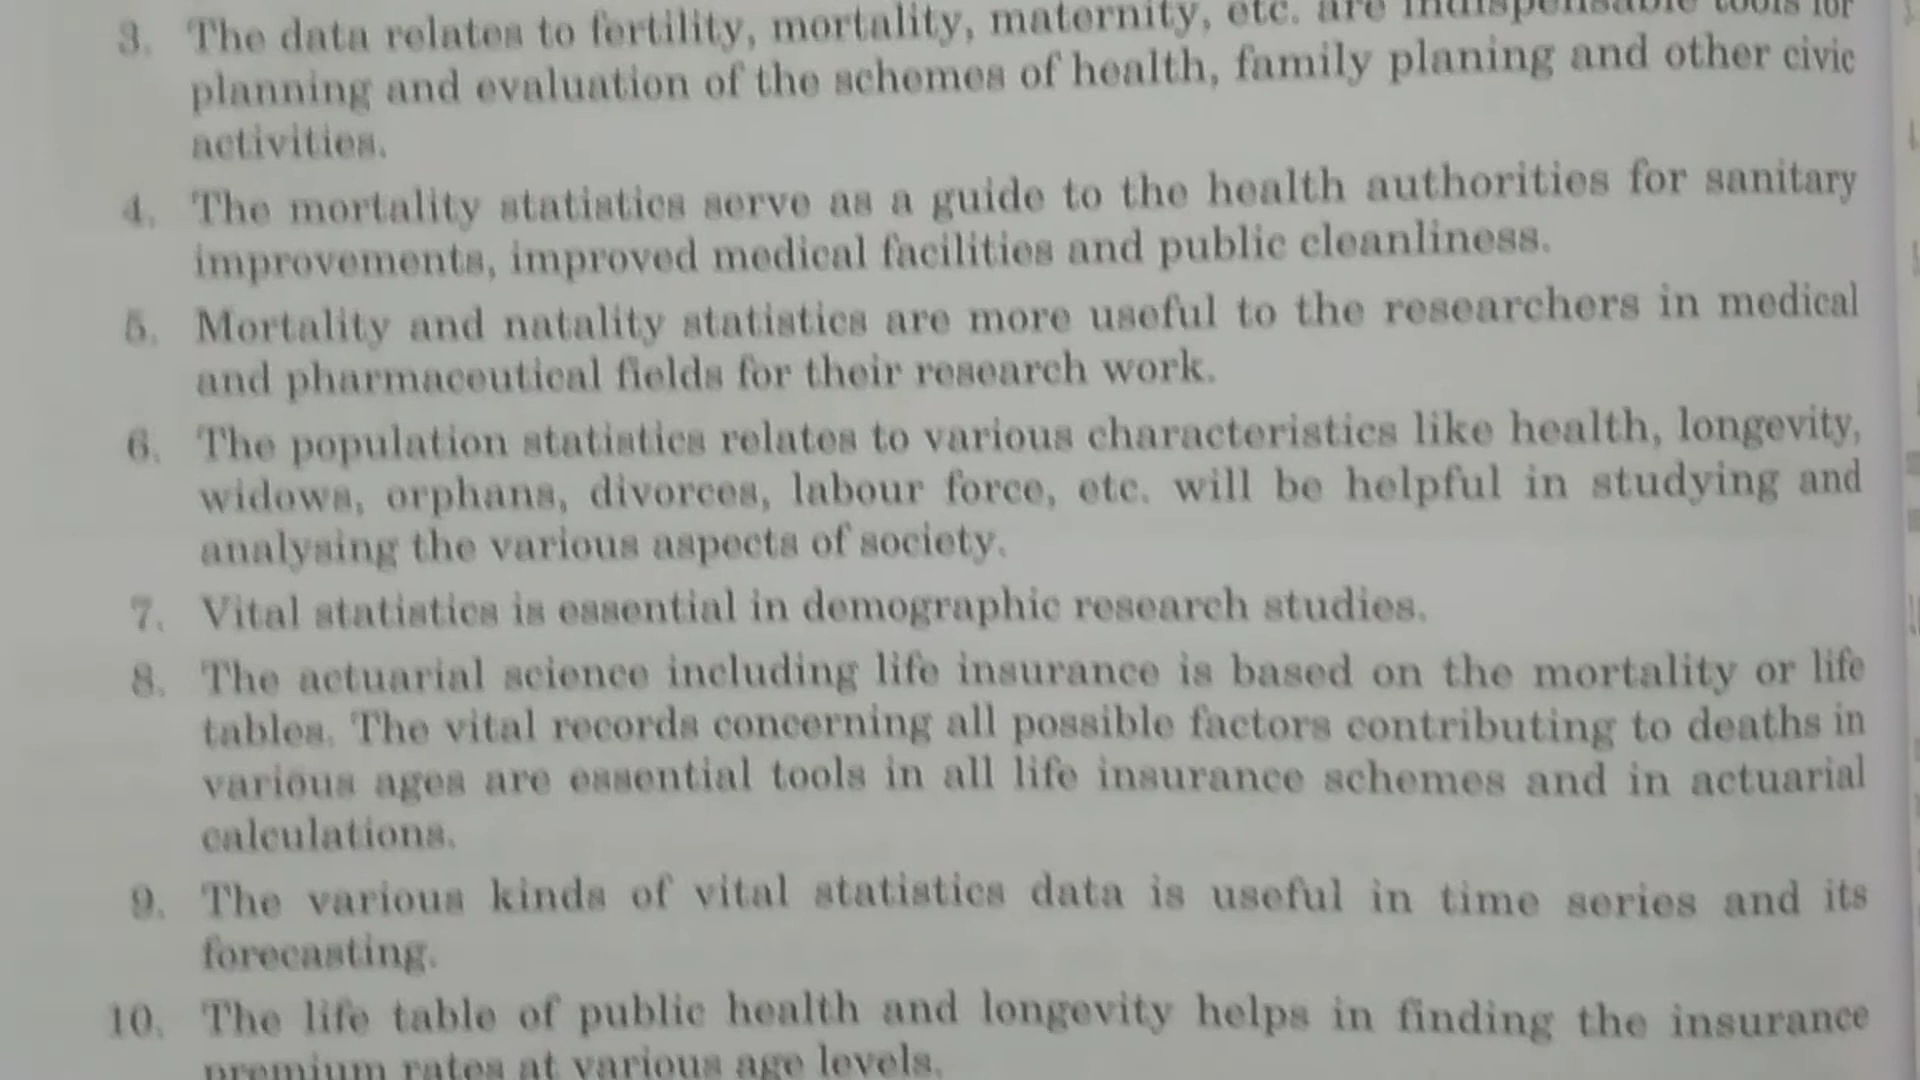 3. The data relates to fertility, mortality, maternity, etc. are indispensable tools for
planning and evaluation of the schemes of health, family planing and other civic
activities.
4. The mortality statistics serve as a guide to the health authorities for sanitary
improvements, improved medical facilities and public cleanliness.
5. Mortality and natality statistics are more useful to the researchers in medical
and pharmaceutical fields for their research work.
6. The population statistics relates to various characteristics like health, longevity,
widows, orphans, divorces, labour force, etc. will be helpful in studying and
analysing the various aspects of society.
7. Vital statistics is essential in demographic research studies.
8. The actuarial science including life insurance is based on the mortality or life
tables. The vital records concerning all possible factors contributing to deaths in
various ages are essential tools in all life insurance schemes and in actuarial
calculations.
9. The various kinds of vital statistics data is useful in time series and its
forecasting.
10. The life table of public health and longevity helps in finding the insurance
premium rates at various age levels.